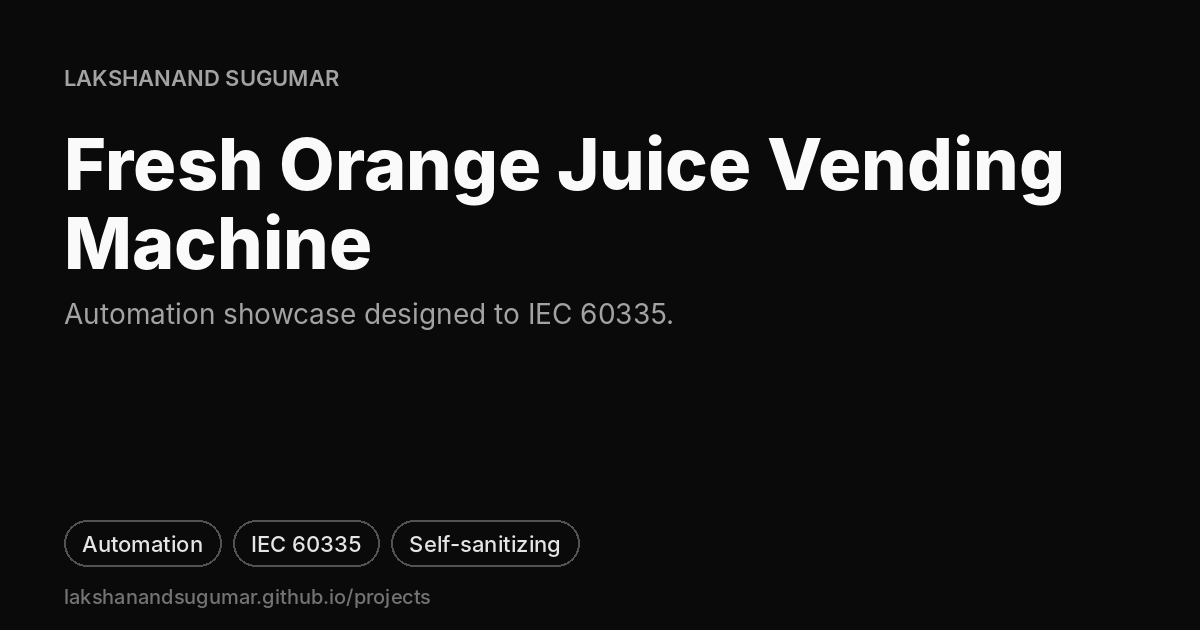 LAKSHANAND SUGUMAR
Fresh Orange Juice Vending
Machine
Automation showcase designed to IEC 60335.
Automation
IEC 60335
Self-sanitizing
lakshanandsugumar.github.io/projects